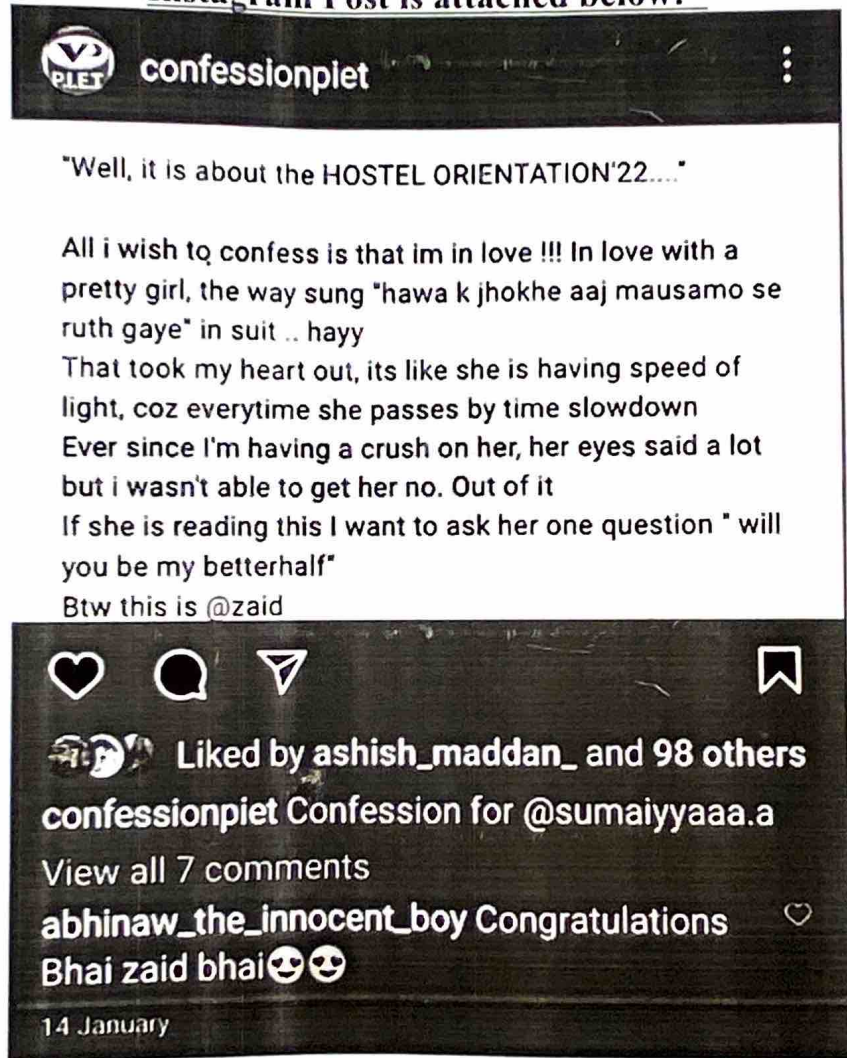 Instagram Post is attached below:
V
P.I.E.T
confessionpiet
"Well, it is about the HOSTEL ORIENTATION'22...."
All i wish to confess is that im in love !!! In love with a
pretty girl, the way sung "hawa k jhokhe aaj mausamo se
ruth gaye" in suit .. hayy
That took my heart out, its like she is having speed of
light, coz everytime she passes by time slowdown
Ever since I'm having a crush on her, her eyes said a lot
but i wasn't able to get her no. Out of it
If she is reading this I want to ask her one question " will
you be my betterhalf"
Btw this is @zaid
Liked by ashish_maddan_ and 98 others
confessionpiet Confession for @sumaiyyaaa.a
View all 7 comments
abhinaw_the_innocent_boy Congratulations
Bhai zaid bhai😍😍
14 January